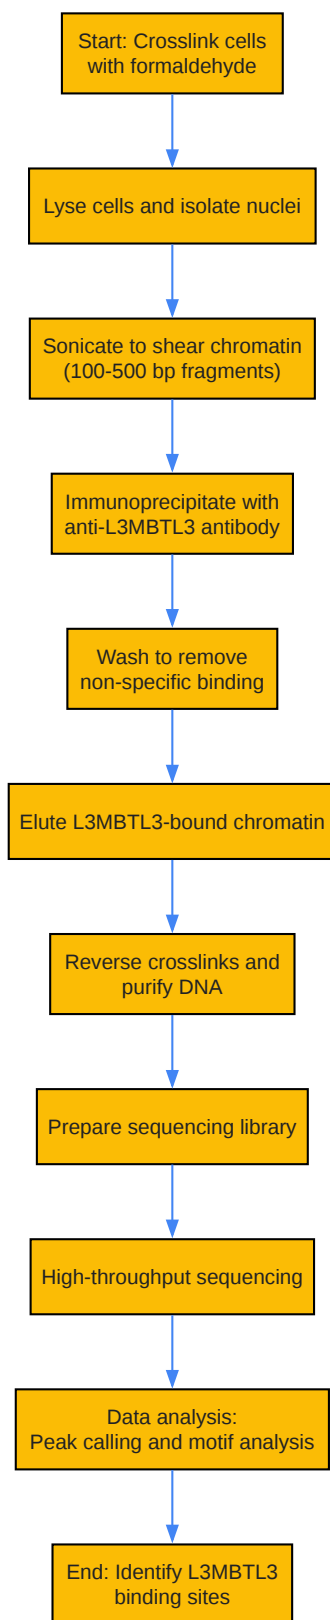 Start: Crosslink cells
with formaldehyde
Lyse cells and isolate nuclei
Sonicate to shear chromatin
(100-500 bp fragments)
Immunoprecipitate with
anti-L3MBTL3 antibody
Wash to remove
non-specific binding
Elute L3MBTL3-bound chromatin
Reverse crosslinks and
purify DNA
Prepare sequencing library
High-throughput sequencing
Data analysis:
Peak calling and motif analysis
End: Identify L3MBTL3
binding sites